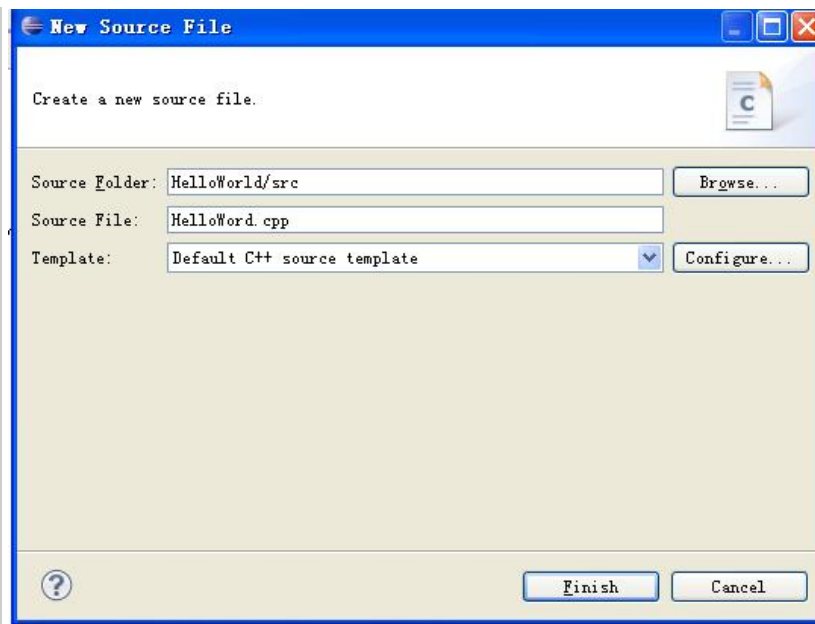 New Source File
Create a new source file.
C
Source Folder: HelloWorld/src Browse...
Source File: HelloWord.cpp
Template: Default C++ source template Configure...
? Finish Cancel